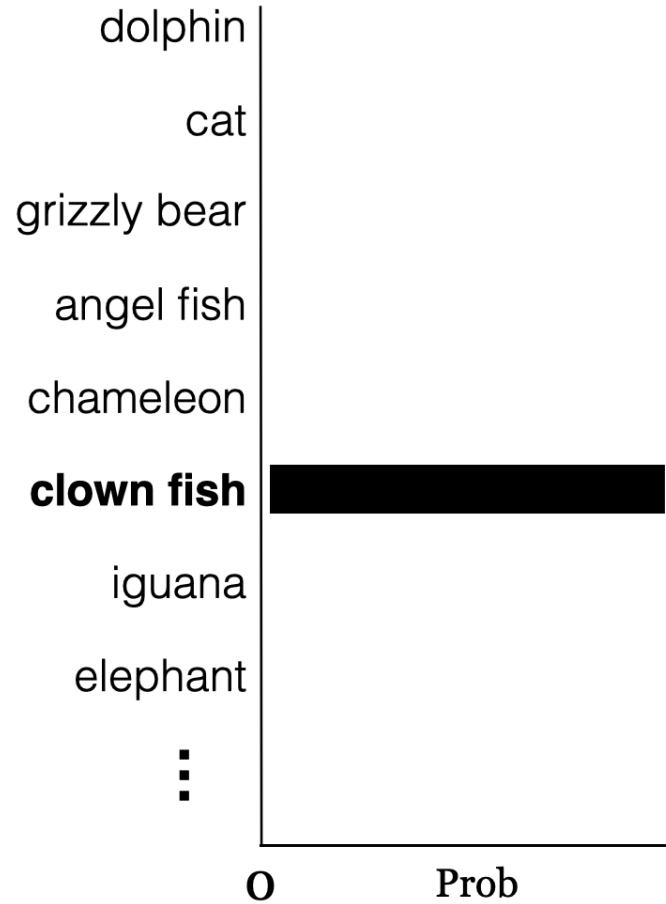 dolphin
cat
grizzly bear
angel fish
chameleon
clown fish
iguana
elephant
⋮
0 Prob